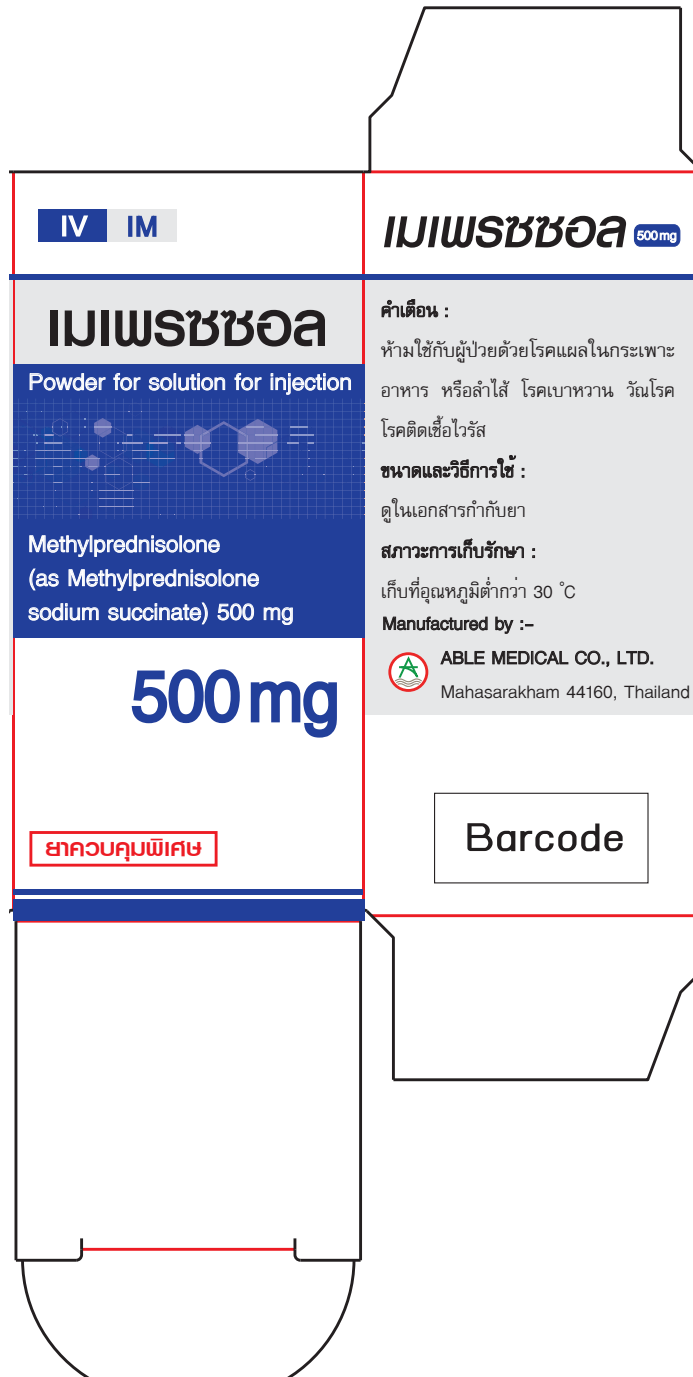 IV IM
เมเพรซซอล
Powder for solution for injection
Methylprednisolone
(as Methylprednisolone
sodium succinate) 500 mg
500 mg
ยาควบคุมพิเศษ
เมเพรซซอล 500 mg
คำเตือน :
ห้ามใช้กับผู้ป่วยด้วยโรคแผลในกระเพาะ
อาหาร หรือลำไส้ โรคเบาหวาน วัณโรค
โรคติดเชื้อไวรัส
ขนาดและวิธีการใช้ :
ดูในเอกสารกำกับยา
สภาวะการเก็บรักษา :
เก็บที่อุณหภูมิต่ำกว่า 30 °C
Manufactured by :-
ABLE MEDICAL CO., LTD.
Mahasarakham 44160, Thailand
Barcode